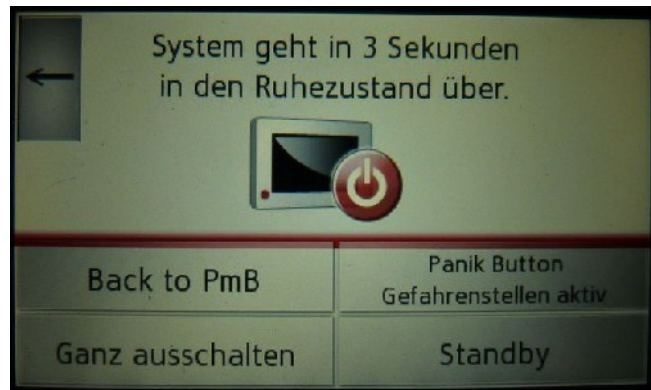 System geht in 3 Sekunden
in den Ruhezustand über.
Back to PmB
Panik Button
Gefahrenstellen aktiv
Ganz ausschalten
Standby